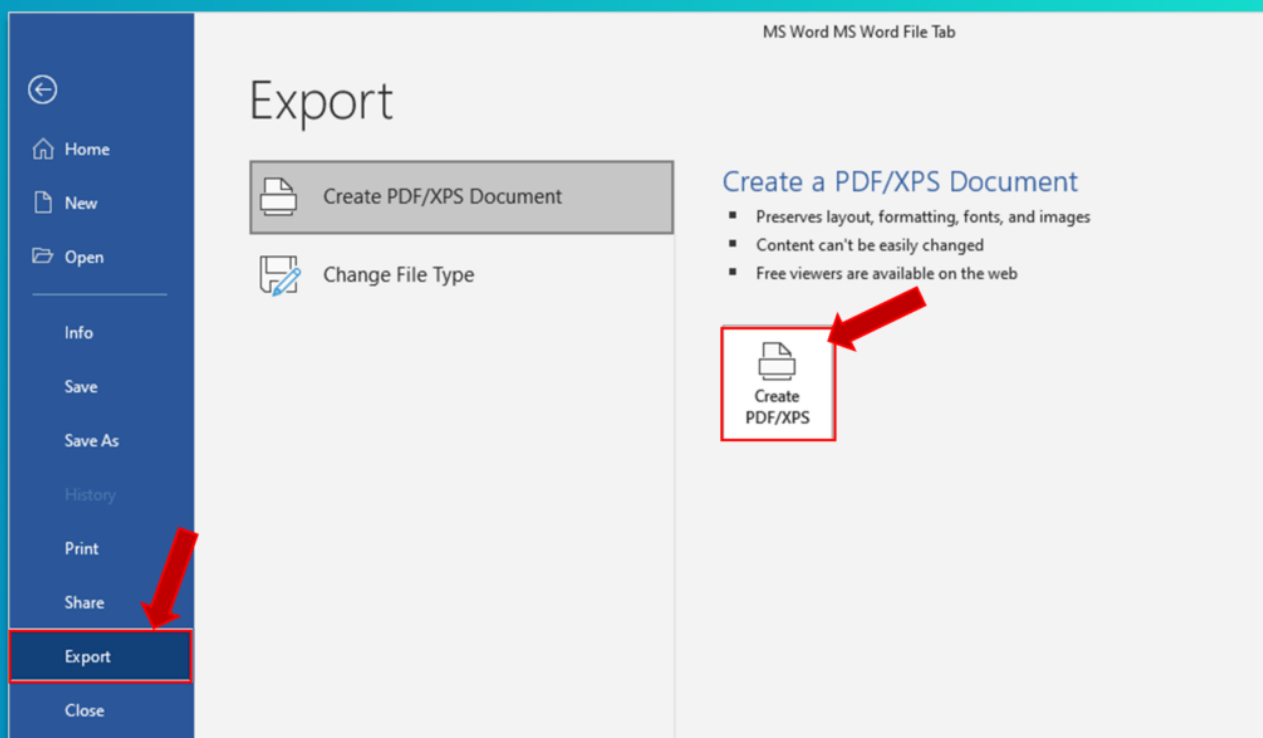 MS Word MS Word File Tab
Home
New
Open
Info
Save
Save As
History
Print
Share
Export
Close
Export
Create PDF/XPS Document
Change File Type
Create a PDF/XPS Document
▪ Preserves layout, formatting, fonts, and images
▪ Content can't be easily changed
▪ Free viewers are available on the web
Create
PDF/XPS